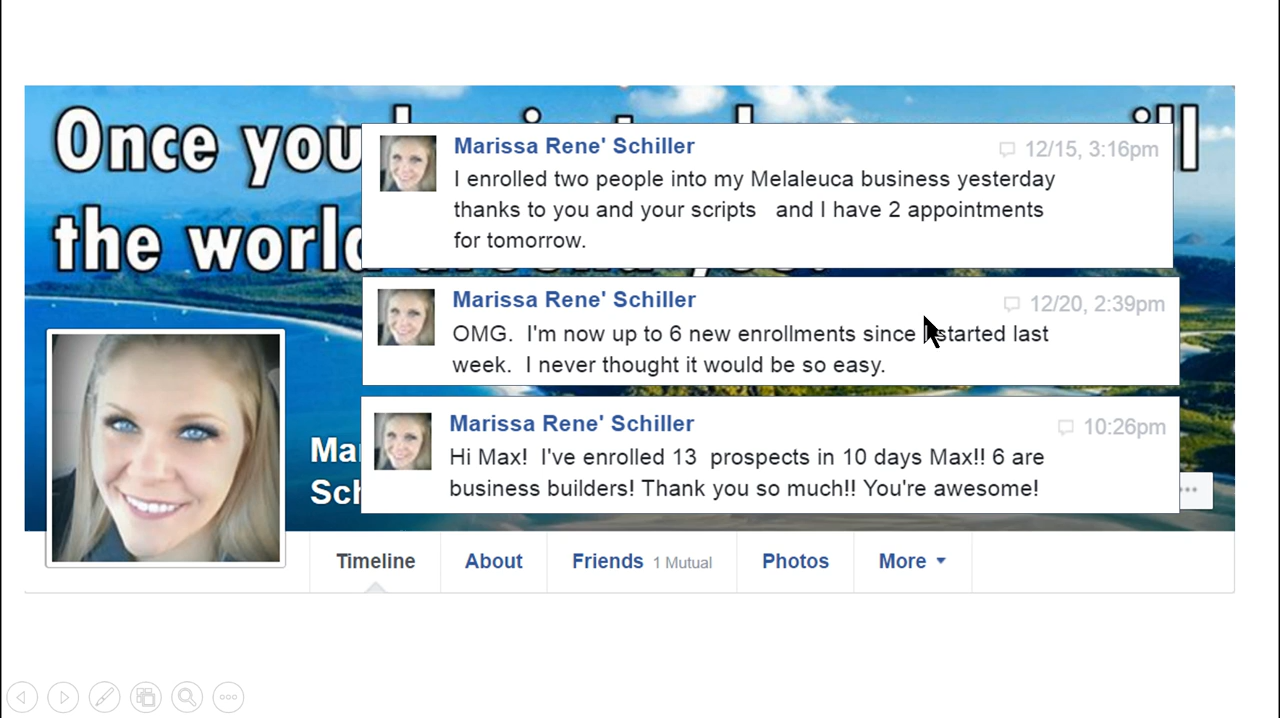 Once you
ill
the world
Marissa Rene' Schiller
12/15, 3:16pm
I enrolled two people into my Melaleuca business yesterday
thanks to you and your scripts and I have 2 appointments
for tomorrow.
Marissa Rene' Schiller
12/20, 2:39pm
OMG. I'm now up to 6 new enrollments since I started last
week. I never thought it would be so easy.
Marissa Rene' Schiller
10:26pm
Hi Max! I've enrolled 13 prospects in 10 days Max!! 6 are
business builders! Thank you so much!! You're awesome!
Ma
Sch
Timeline
About
Friends 1 Mutual
Photos
More